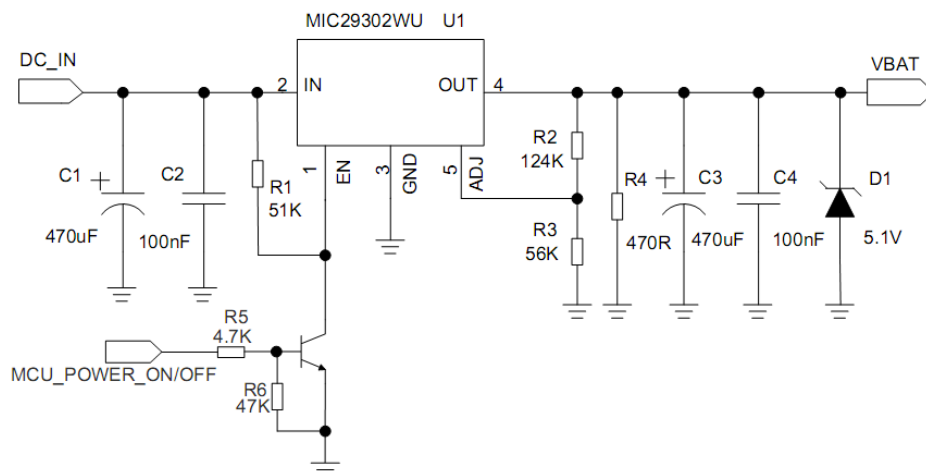 MIC29302WU U1
DC_IN
VBAT
2
IN
OUT
4
1
EN
3
GND
5
ADJ
R2
124K
C1
+
470uF
C2
100nF
R1
51K
R3
56K
R4
470R
+
C3
470uF
C4
100nF
D1
5.1V
R5
4.7K
MCU_POWER_ON/OFF
R6
47K